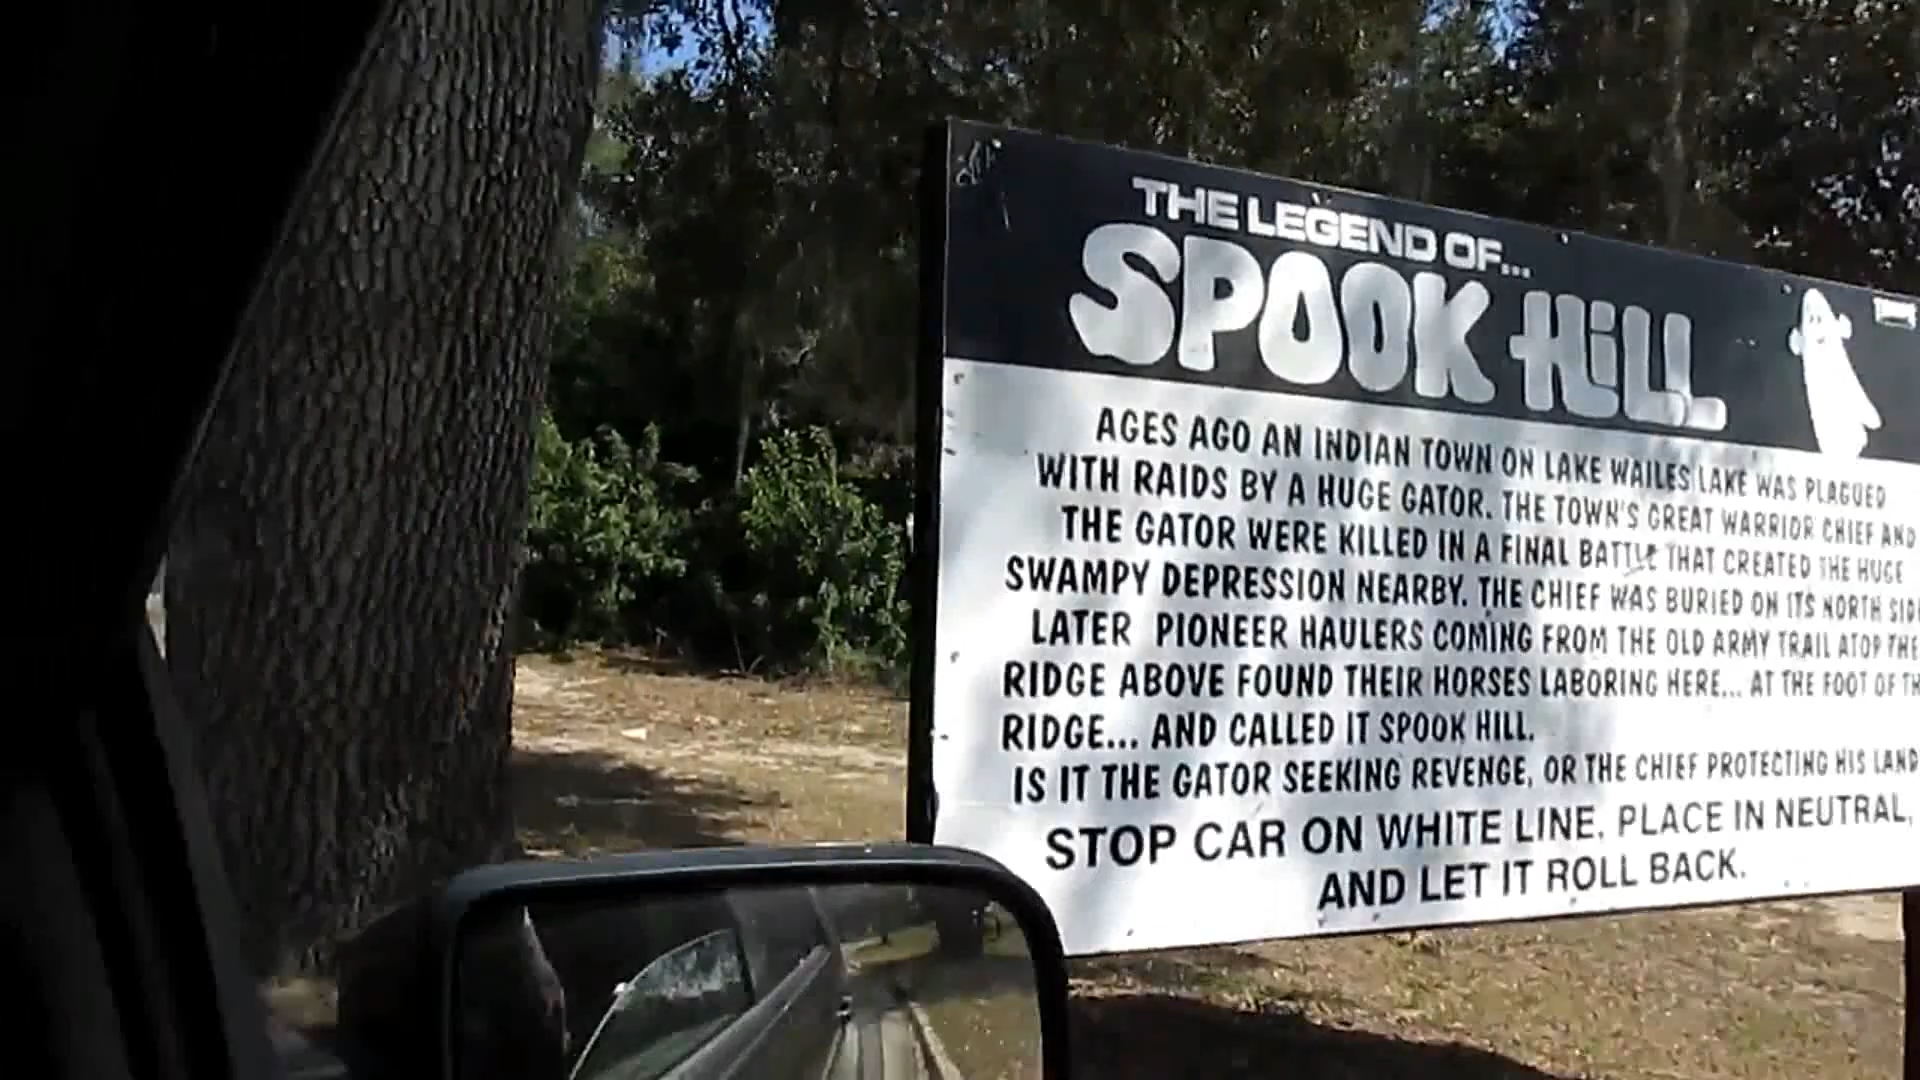 THE LEGEND OF...
SPOOK HILL
AGES AGO AN INDIAN TOWN ON LAKE WAILES LAKE WAS PLAGUED
WITH RAIDS BY A HUGE GATOR. THE TOWN'S GREAT WARRIOR CHIEF AND
THE GATOR WERE KILLED IN A FINAL BATTLE THAT CREATED THE HUGE
SWAMPY DEPRESSION NEARBY. THE CHIEF WAS BURIED ON ITS NORTH
LATER PIONEER HAULERS COMING FROM THE OLD ARMY TRAIL ATOP THE
RIDGE ABOVE FOUND THEIR HORSES LABORING HERE... AT THE FOOT OF
RIDGE... AND CALLED IT SPOOK HILL.
IS IT THE GATOR SEEKING REVENGE, OR THE CHIEF PROTECTING HIS LAND
STOP CAR ON WHITE LINE, PLACE IN NEUTRAL,
AND LET IT ROLL BACK.